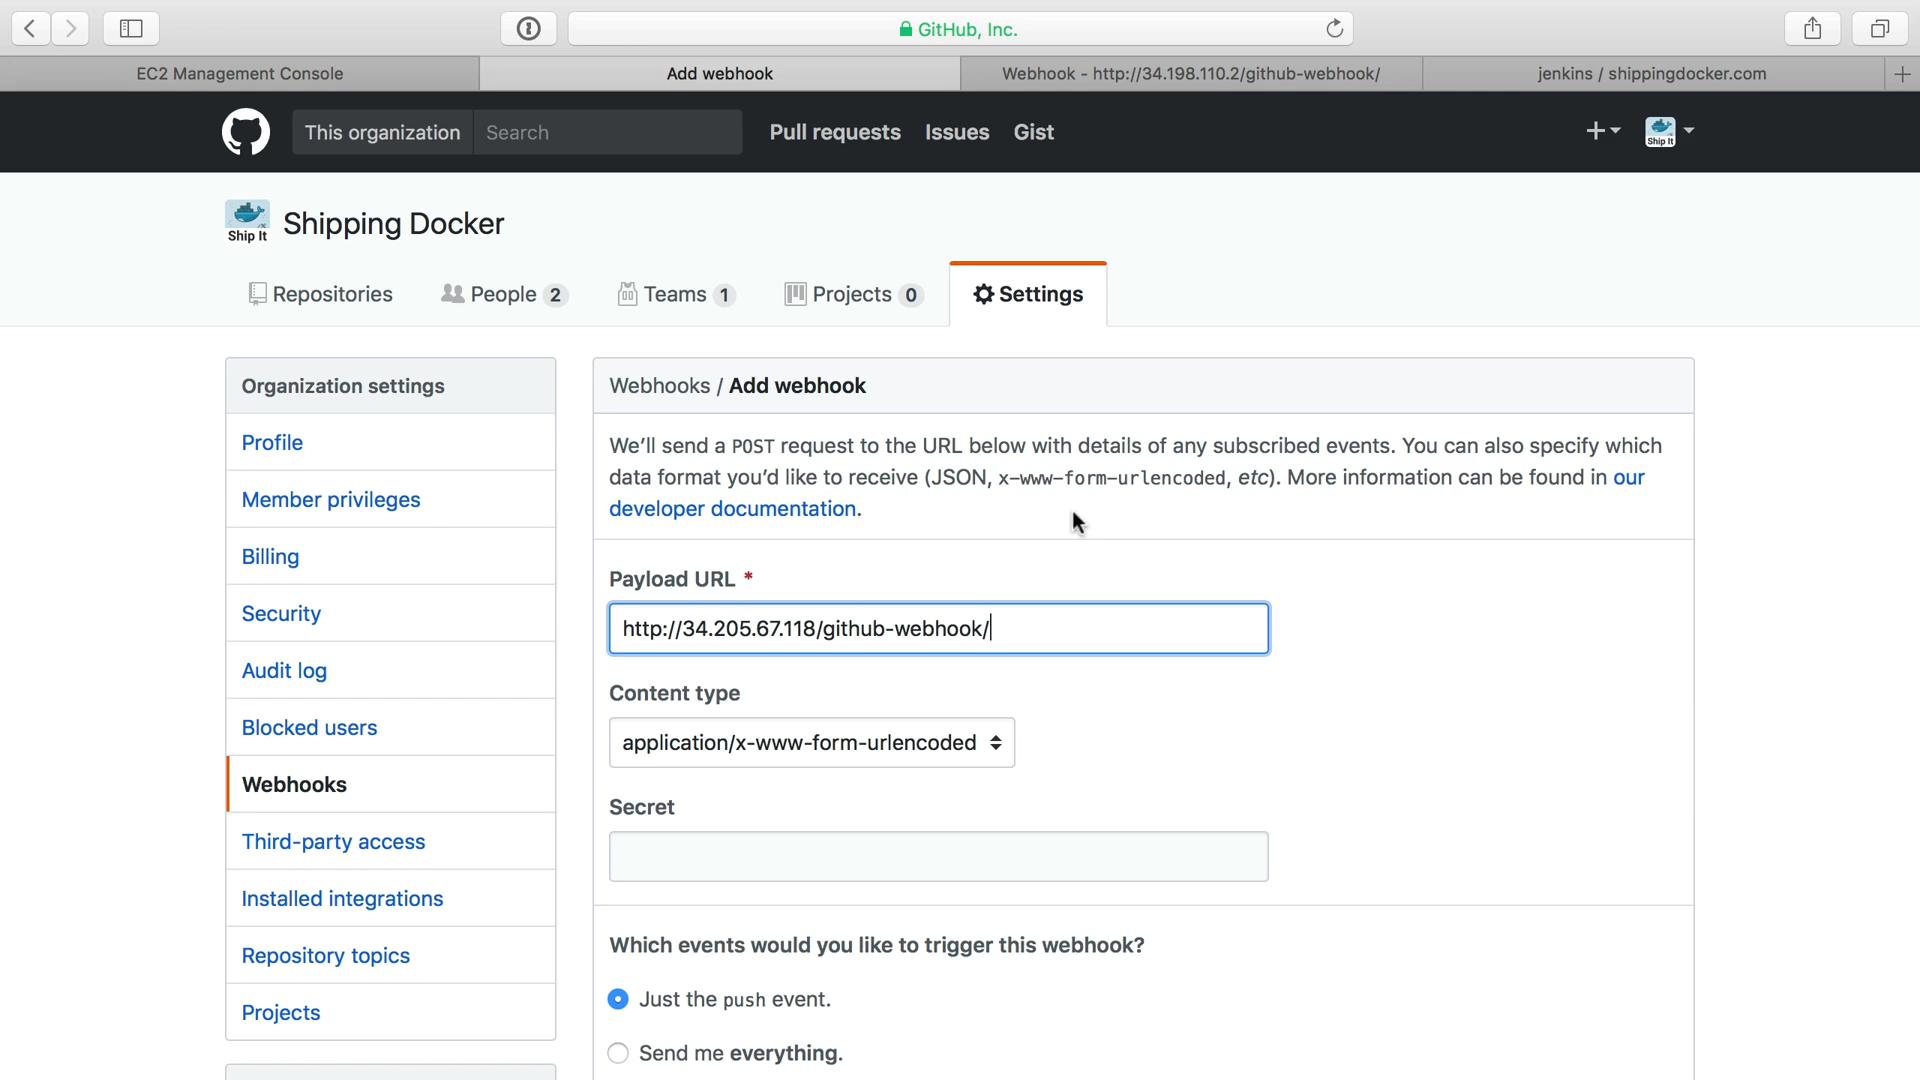 GitHub, Inc.
EC2 Management Console
Add webhook
Webhook - http://34.198.110.2/github-webhook/
jenkins / shippingdocker.com
This organization
Search
Pull requests
Issues
Gist
Ship It
Ship It
Shipping Docker
Repositories
People 2
Teams 1
Projects 0
Settings
Organization settings
Profile
Member privileges
Billing
Security
Audit log
Blocked users
Webhooks
Third-party access
Installed integrations
Repository topics
Projects
Webhooks / Add webhook
We’ll send a POST request to the URL below with details of any subscribed events. You can also specify which
data format you’d like to receive (JSON, x-www-form-urlencoded, etc). More information can be found in our
developer documentation.
Payload URL *
http://34.205.67.118/github-webhook/
Content type
application/x-www-form-urlencoded
Secret
Which events would you like to trigger this webhook?
Just the push event.
Send me everything.